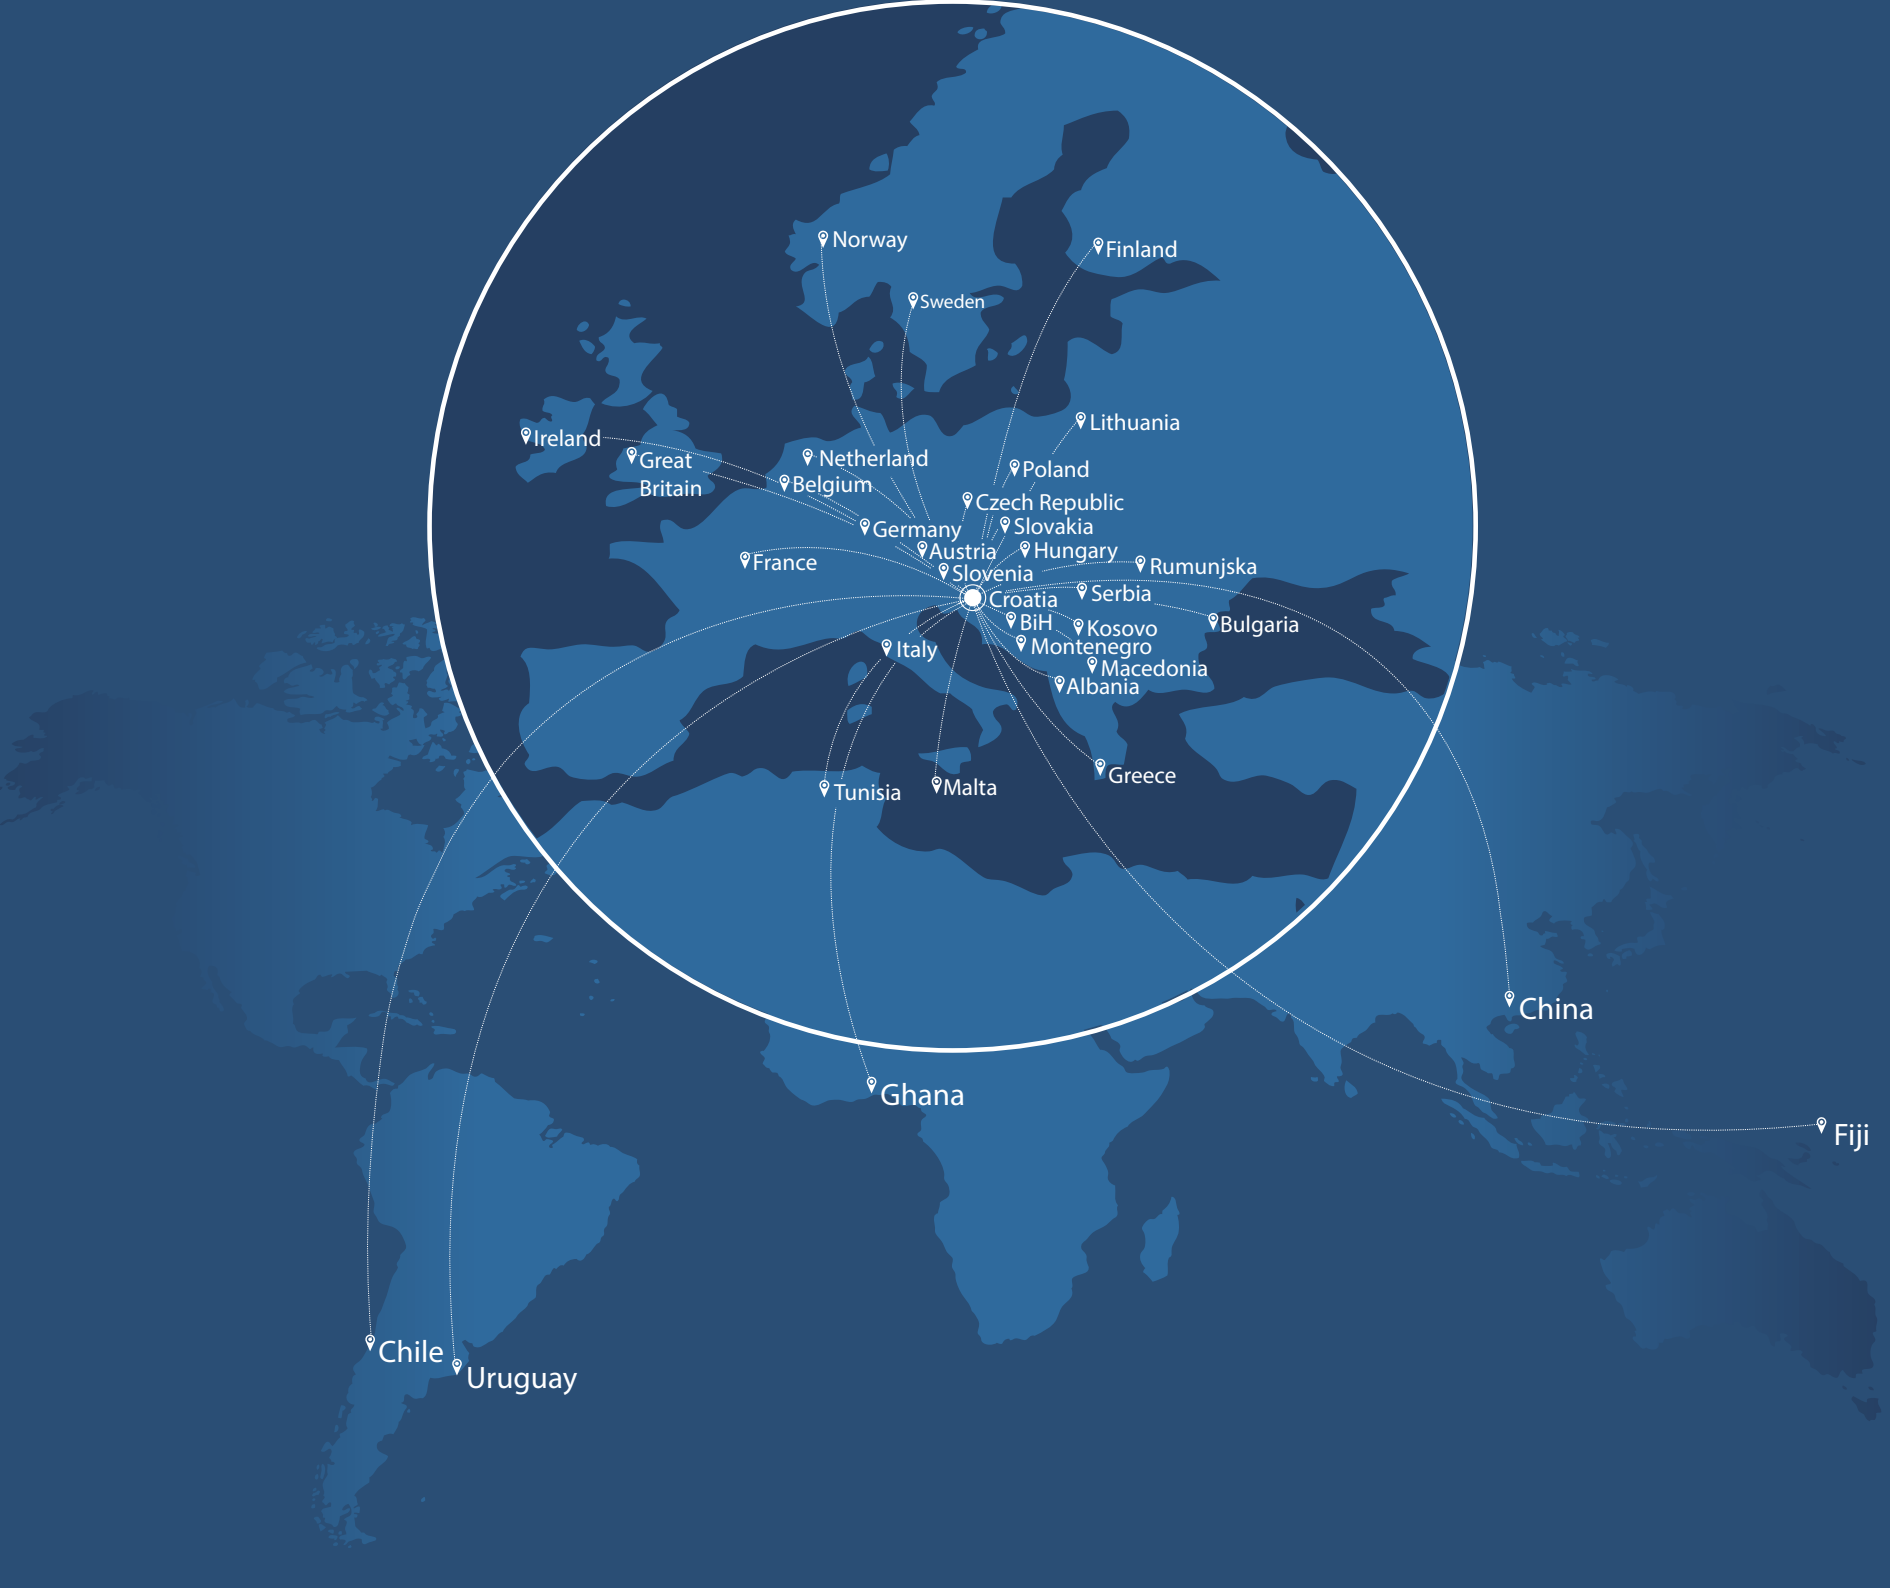 Norway
Finland
Sweden
Lithuania
Ireland
Great
Britain
Netherland
Belgium
Poland
Czech Republic
Germany
Slovakia
Austria
Hungary
France
Slovenia
Rumunjska
Croatia
Serbia
BiH
Kosovo
Bulgaria
Italy
Montenegro
Macedonia
Albania
Greece
Tunisia
Malta
China
Ghana
Fiji
Chile
Uruguay